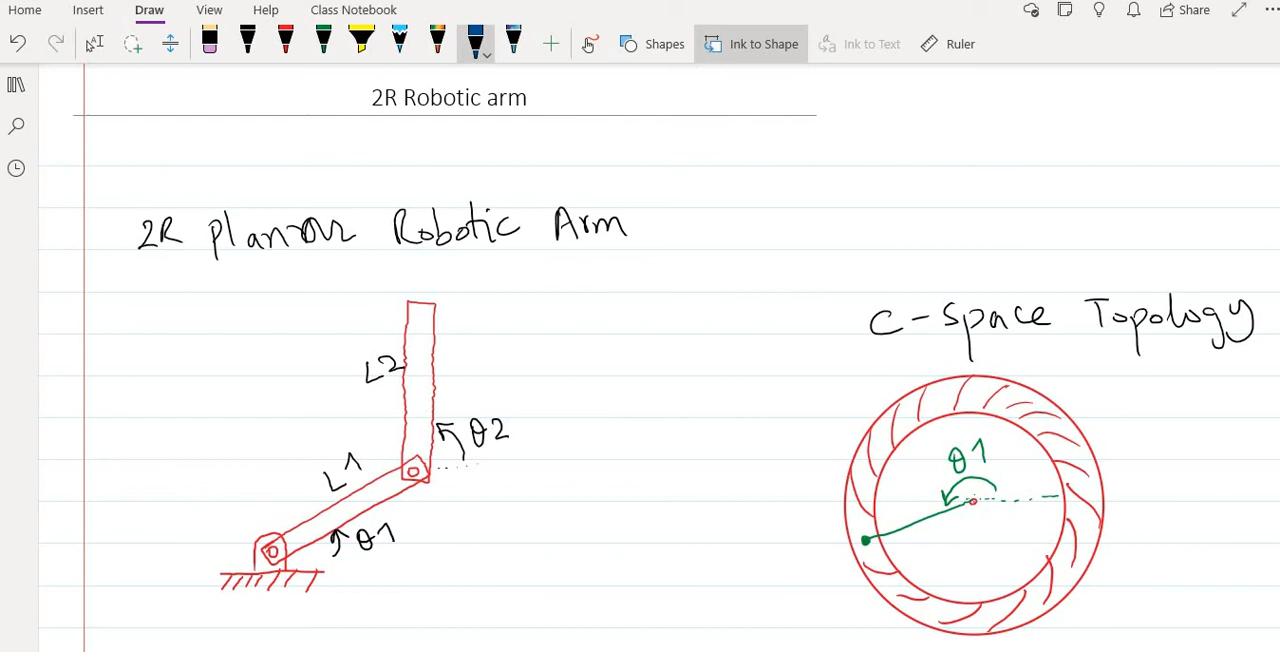 Home Insert Draw View Help Class Notebook Share
Shapes Ink to Shape Ink to Text Ruler
2R Robotic arm
2R planar Robotic Arm
C-Space Topology
L2
θ2
L1
θ1
θ1